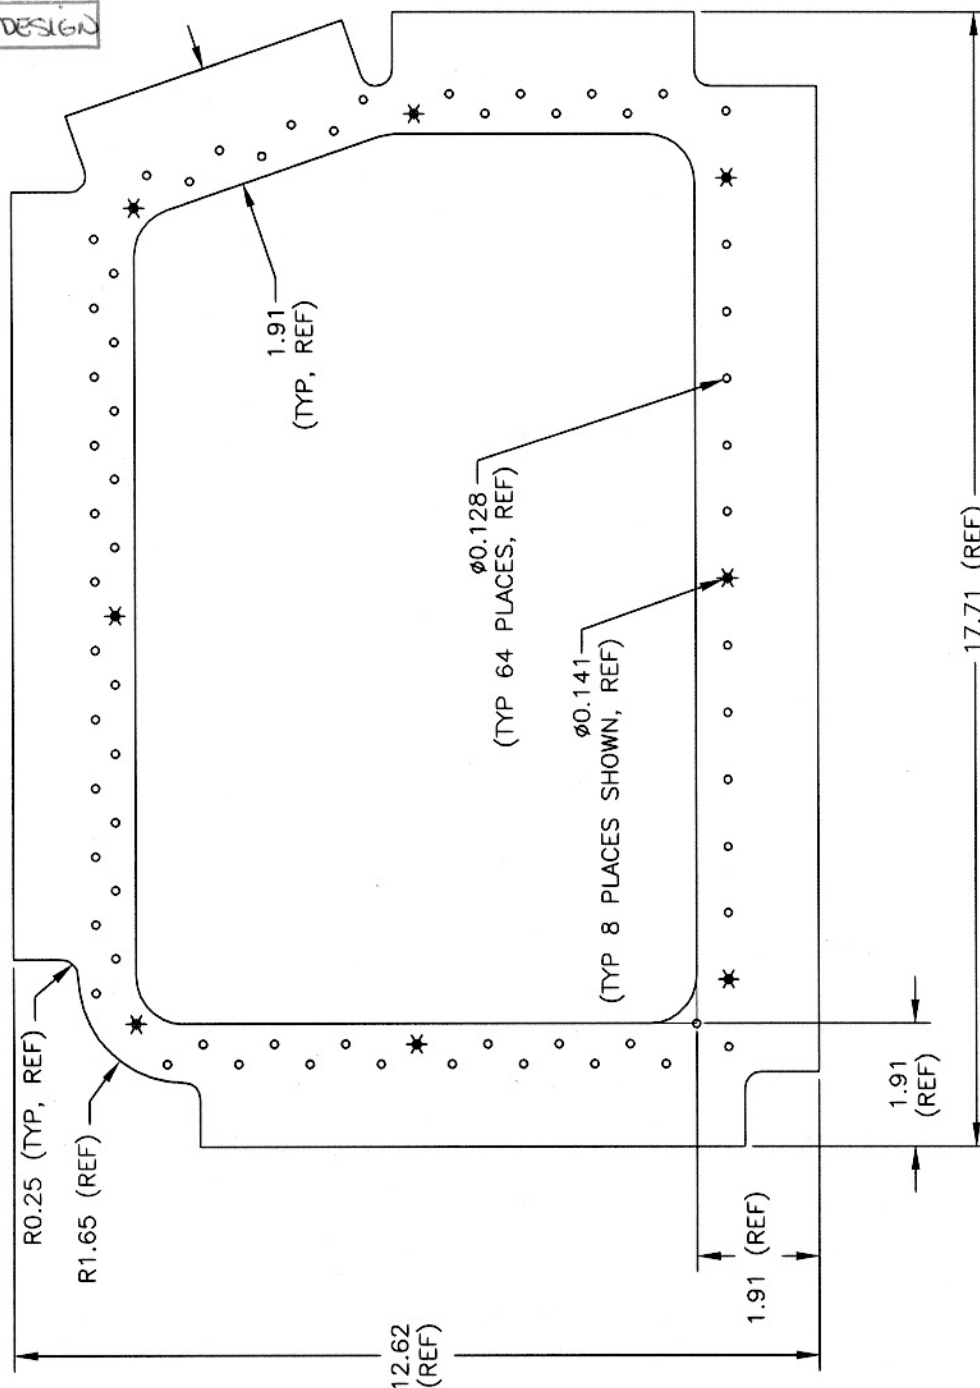 DESIGN
1.91
(TYP, REF)
Ø0.128
(TYP 64 PLACES, REF)
Ø0.141
(TYP 8 PLACES SHOWN, REF)
17.71 (REF)
R0.25 (TYP, REF)
R1.65 (REF)
1.91
(REF)
1.91 (REF)
12.62
(REF)